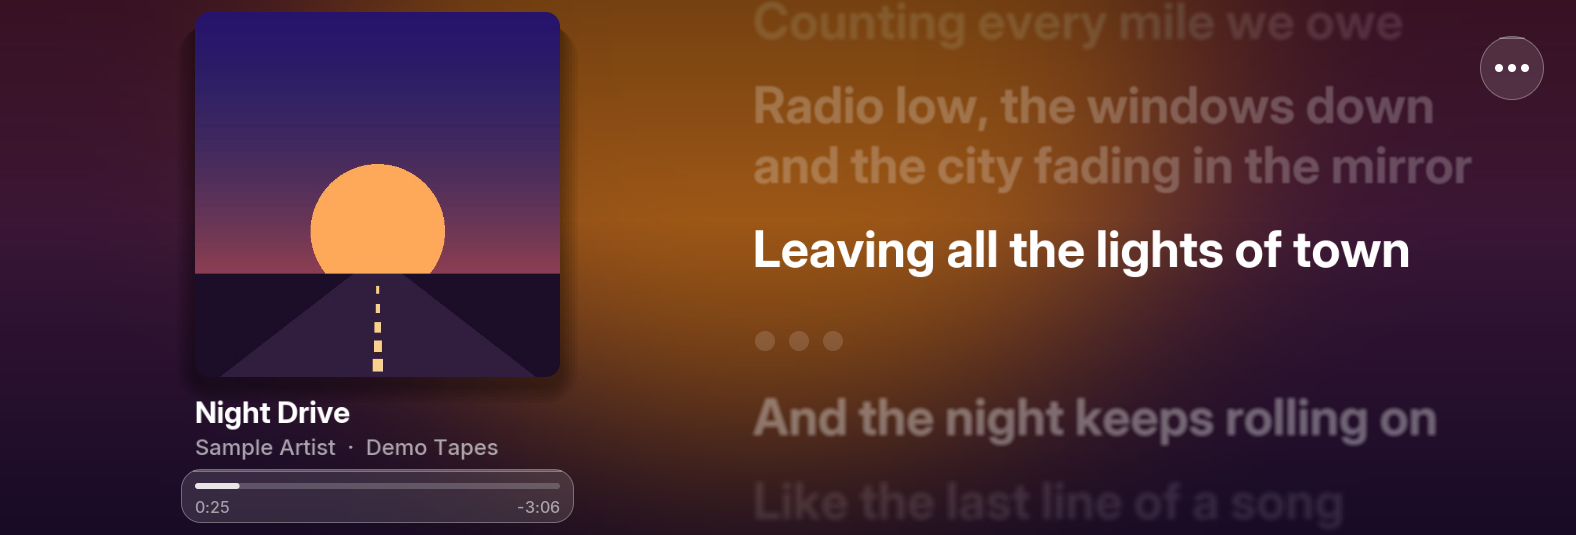 Counting every mile we owe
Radio low, the windows down
and the city fading in the mirror
Leaving all the lights of town
And the night keeps rolling on
Like the last line of a song
Night Drive
Sample Artist · Demo Tapes
0:25
-3:06